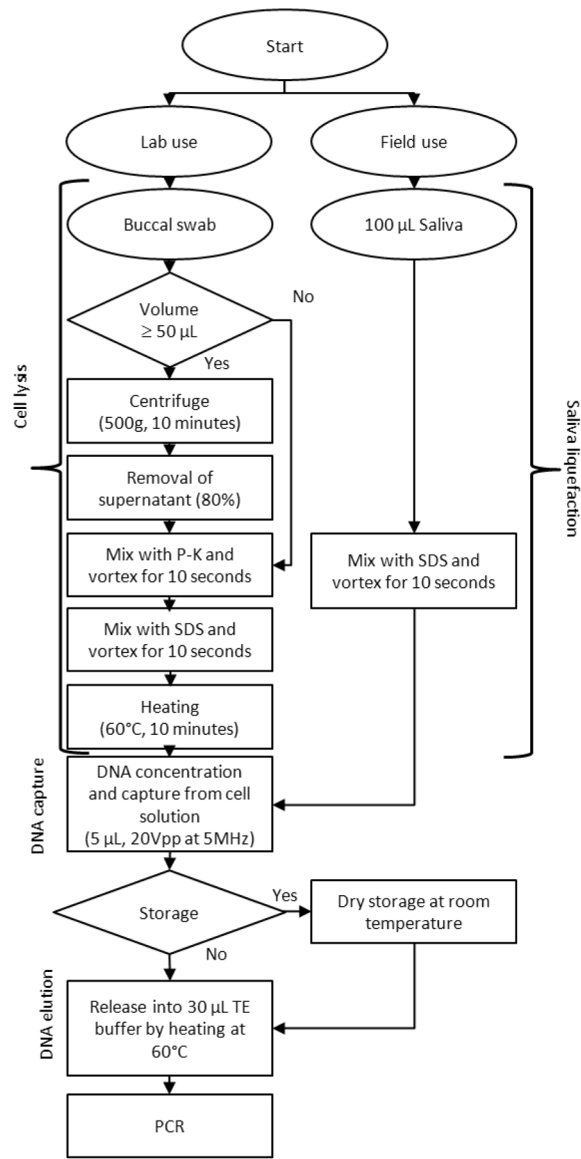 Start
Lab use
Field use
Buccal swab
100 µL Saliva
Volume
≥ 50 µL
No
Yes
Centrifuge
(500g, 10 minutes)
Removal of
supernatant (80%)
Mix with P-K and
vortex for 10 seconds
Mix with SDS and
vortex for 10 seconds
Mix with SDS and
vortex for 10 seconds
Heating
(60°C, 10 minutes)
Cell lysis
Saliva liquefaction
DNA concentration
and capture from cell
solution
(5 µL, 20Vpp at 5MHz)
DNA capture
Storage
Yes
No
Dry storage at room
temperature
Release into 30 µL TE
buffer by heating at
60°C
DNA elution
PCR